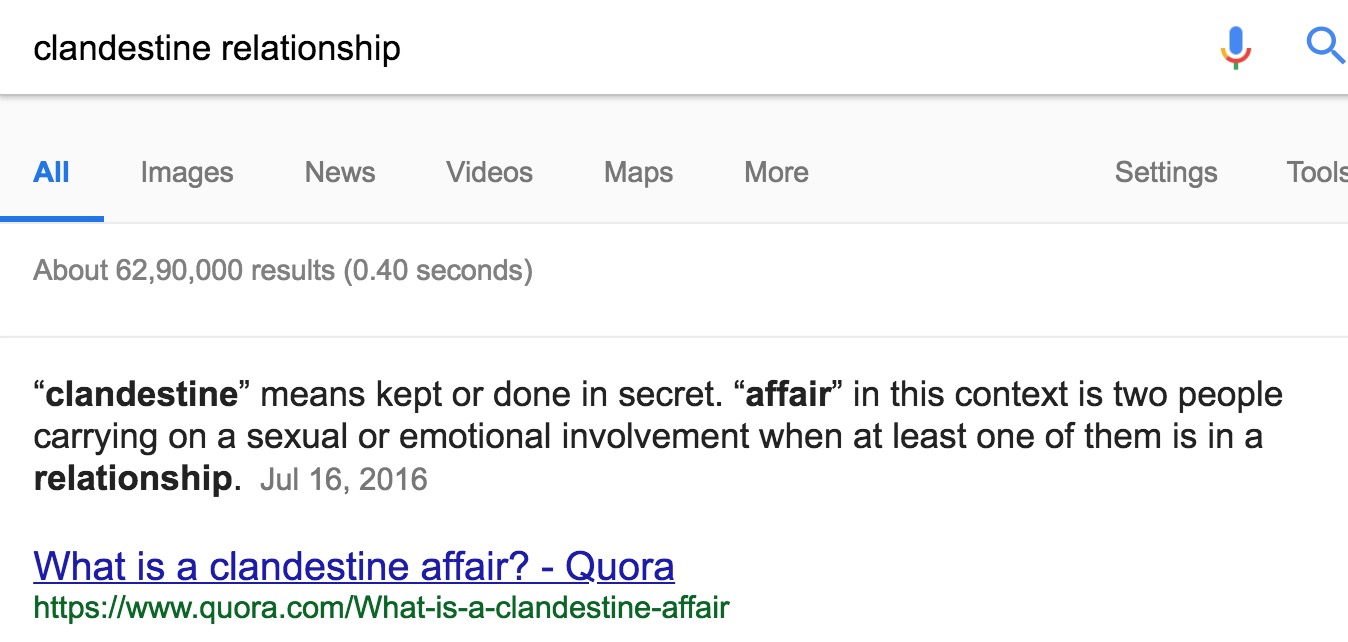 clandestine relationship
All Images News Videos Maps More Settings Tools
About 62,90,000 results (0.40 seconds)
“clandestine” means kept or done in secret. “affair” in this context is two people
carrying on a sexual or emotional involvement when at least one of them is in a
relationship. Jul 16, 2016
What is a clandestine affair? - Quora
https://www.quora.com/What-is-a-clandestine-affair